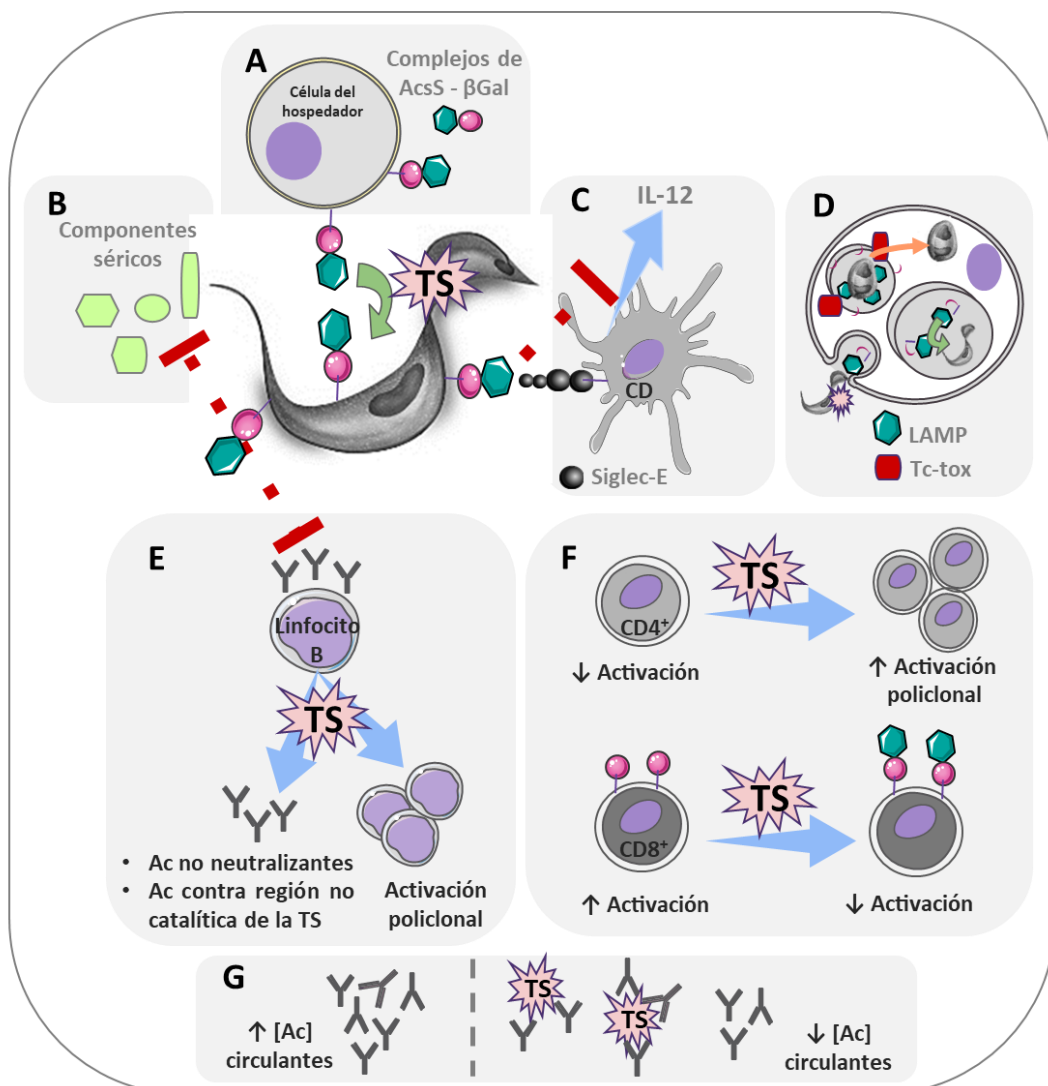 A
Complejos de
AcsS - βGal
Célula del
hospedador
B
Componentes
séricos
TS
C
IL-12
CD
Siglec-E
D
LAMP
Tc-tox
E
Linfocito
B
TS
• Ac no neutralizantes
• Ac contra región no
catalítica de la TS
Activación
policlonal
F
TS
CD4⁺
↓ Activación
↑ Activación
policlonal
TS
CD8⁺
↑ Activación
↓ Activación
G
↑ [Ac]
circulantes
TS
TS
↓ [Ac]
circulantes